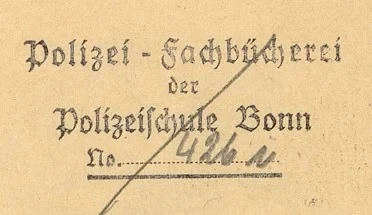 Polizei - Fachbücherei
der
Polizeischule Bonn
No. 426